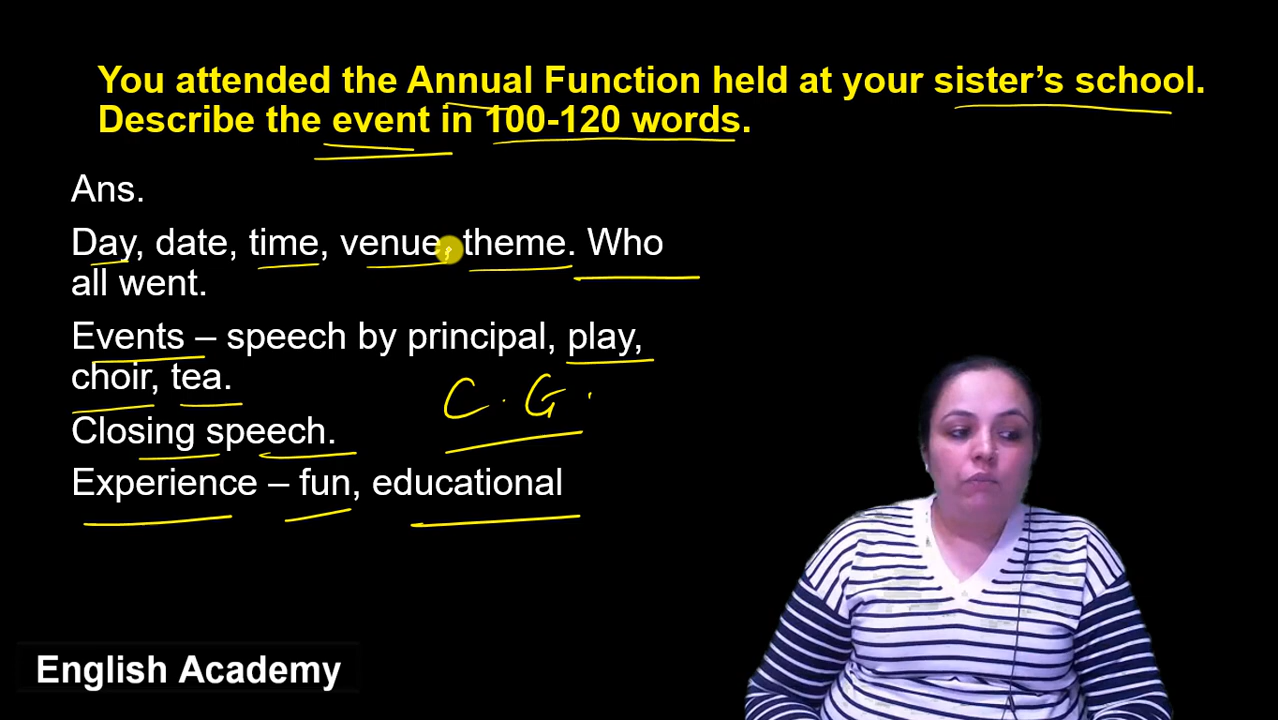 You attended the Annual Function held at your sister’s school.
Describe the event in 100-120 words.
Ans.
Day, date, time, venue, theme. Who
all went.
Events – speech by principal, play,
choir, tea.
C. G.
Closing speech.
Experience – fun, educational
English Academy